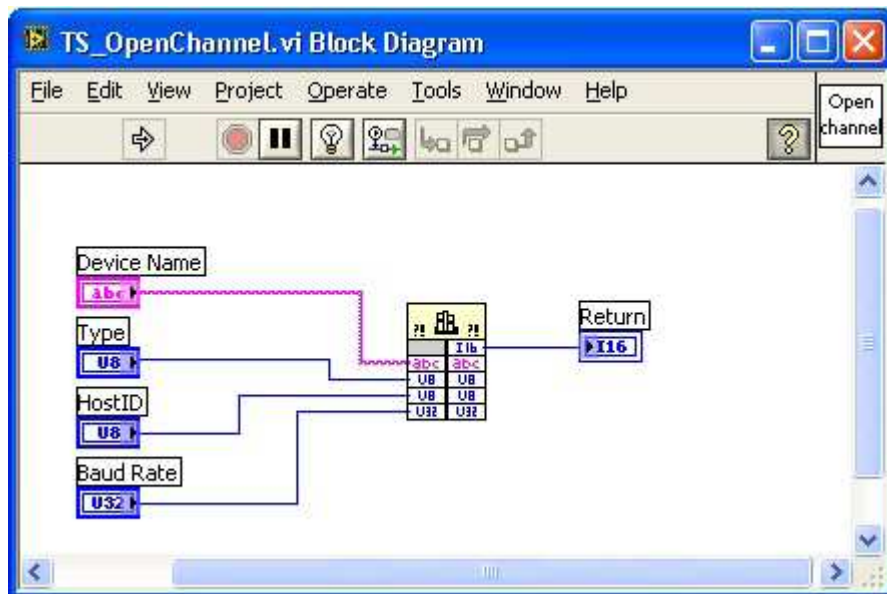 TS_OpenChannel.vi Block Diagram
File Edit View Project Operate Tools Window Help
Open
channel
?
Device Name
abc
Type
U8
HostID
U8
Baud Rate
U32
?! ?!
I16
abc abc
U8 U8
U8 U8
U32 U32
Return
I16